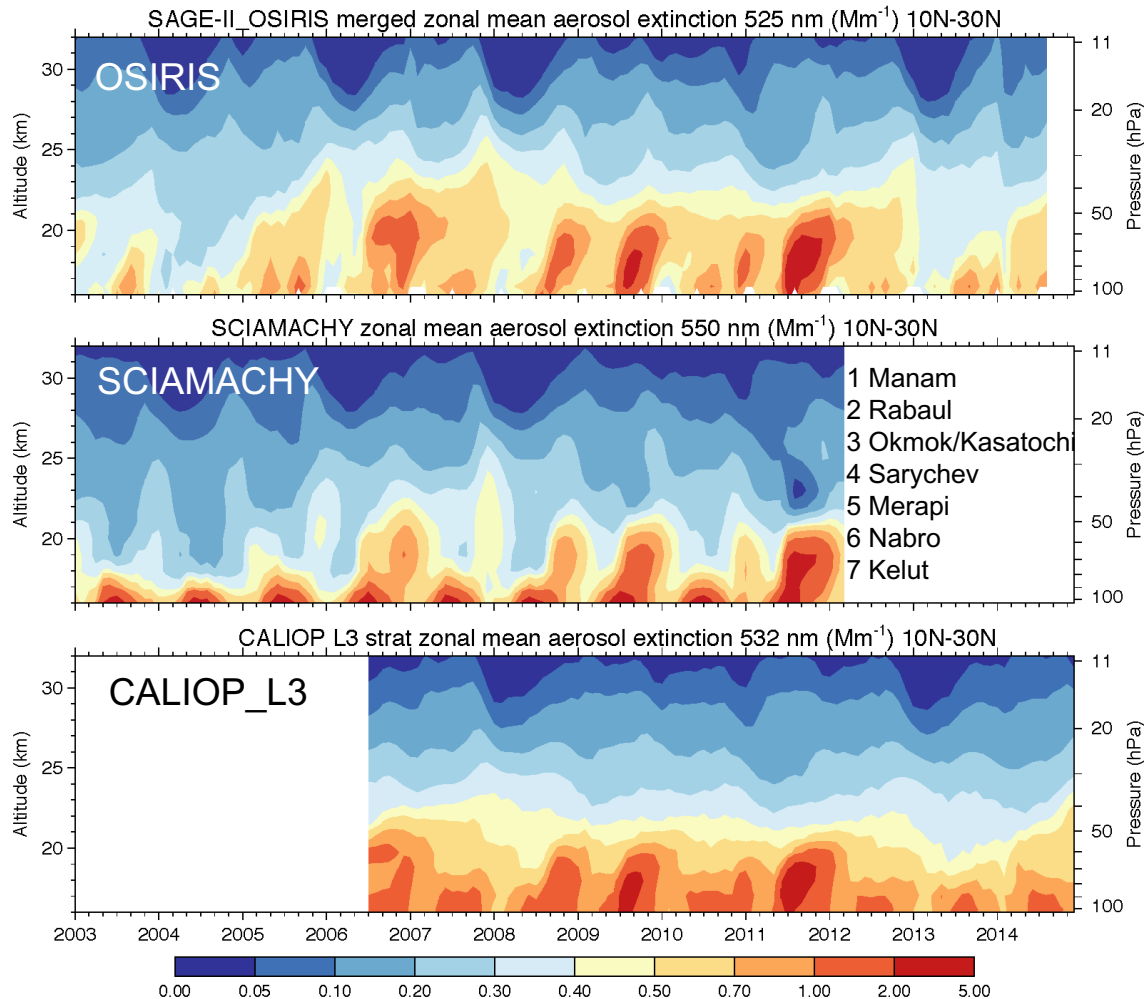 SAGE-II_OSIRIS merged zonal mean aerosol extinction 525 nm (Mm⁻¹) 10N-30N
OSIRIS
Altitude (km)
30
25
20
11
20
50
100
Pressure (hPa)
SCIAMACHY zonal mean aerosol extinction 550 nm (Mm⁻¹) 10N-30N
SCIAMACHY
Altitude (km)
30
25
20
1 Manam
2 Rabaul
3 Okmok/Kasatochi
4 Sarychev
5 Merapi
6 Nabro
7 Kelut
11
20
50
100
Pressure (hPa)
CALIOP L3 strat zonal mean aerosol extinction 532 nm (Mm⁻¹) 10N-30N
CALIOP_L3
Altitude (km)
30
25
20
11
20
50
100
Pressure (hPa)
2003 2004 2005 2006 2007 2008 2009 2010 2011 2012 2013 2014
0.00 0.05 0.10 0.20 0.30 0.40 0.50 0.70 1.00 2.00 5.00